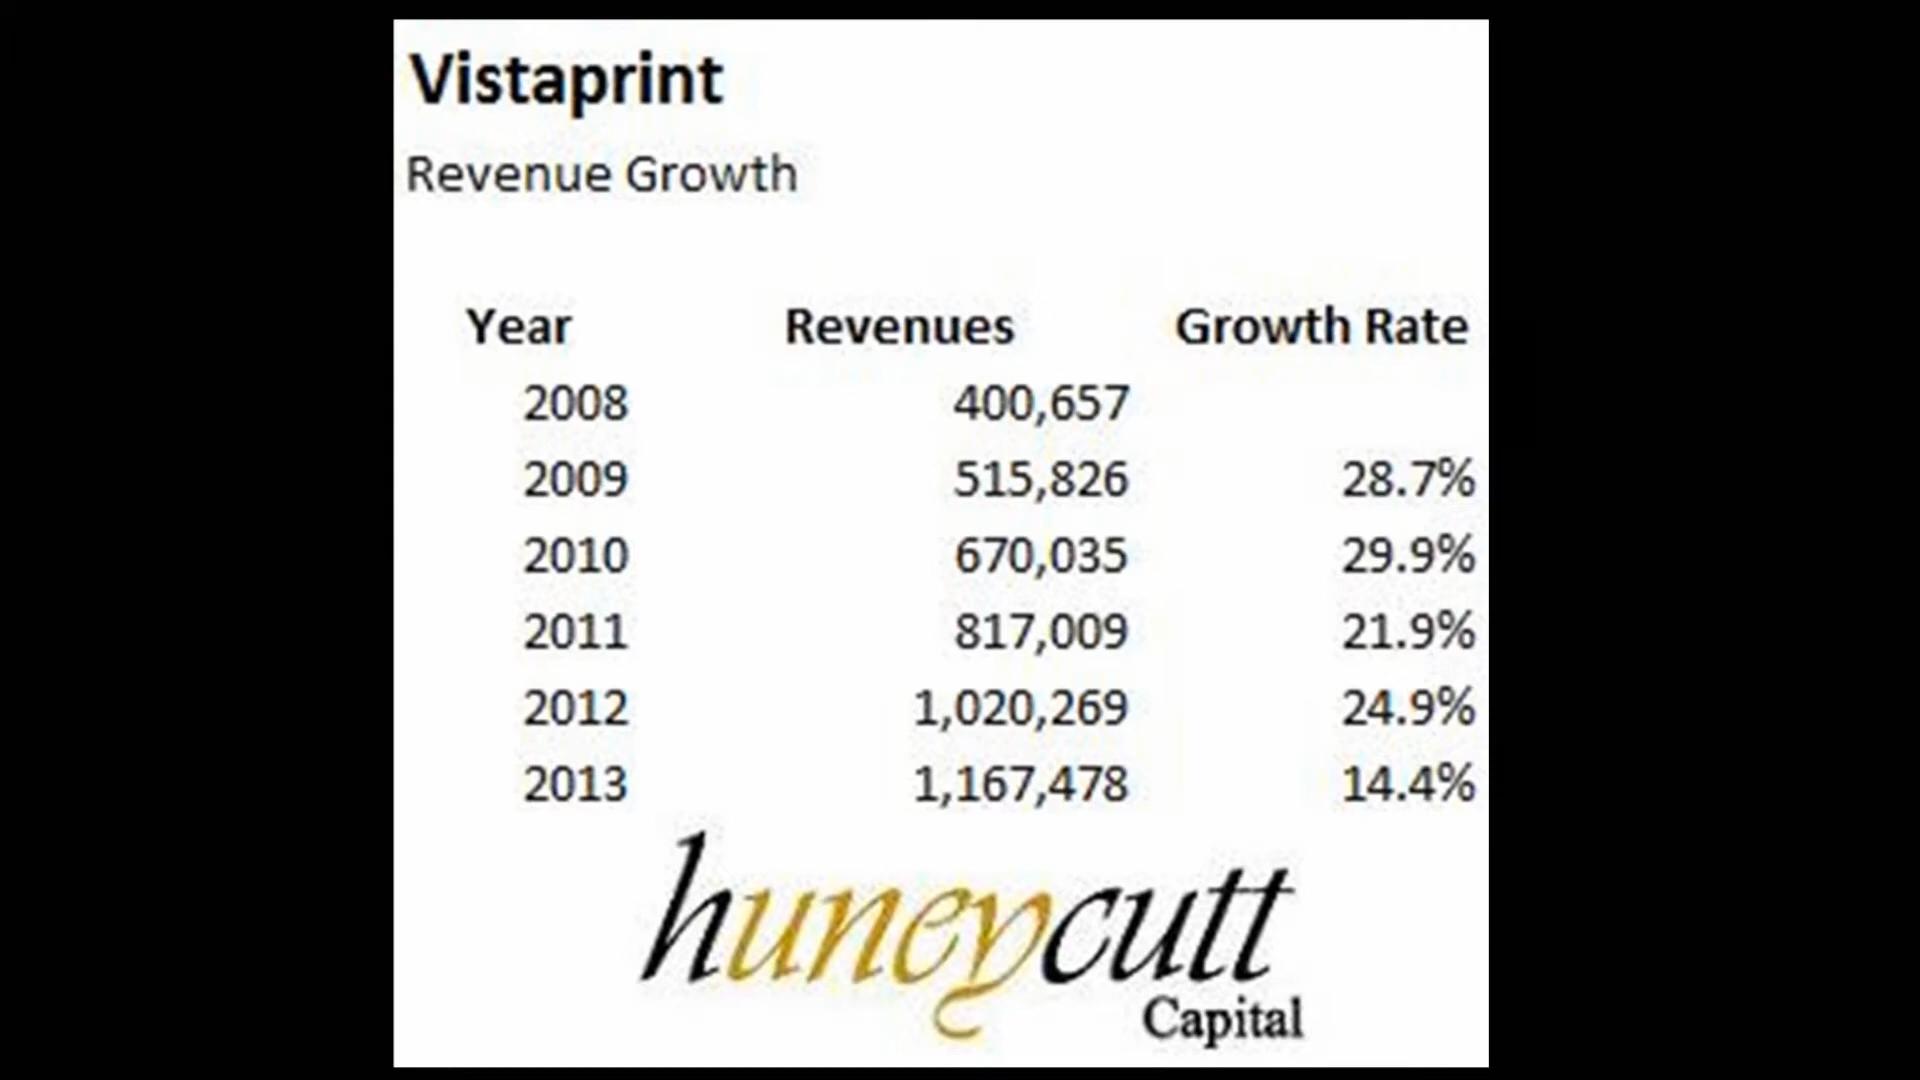 Vistaprint
Revenue Growth
Year Revenues Growth Rate
2008 400,657
2009 515,826 28.7%
2010 670,035 29.9%
2011 817,009 21.9%
2012 1,020,269 24.9%
2013 1,167,478 14.4%
huneycutt
Capital